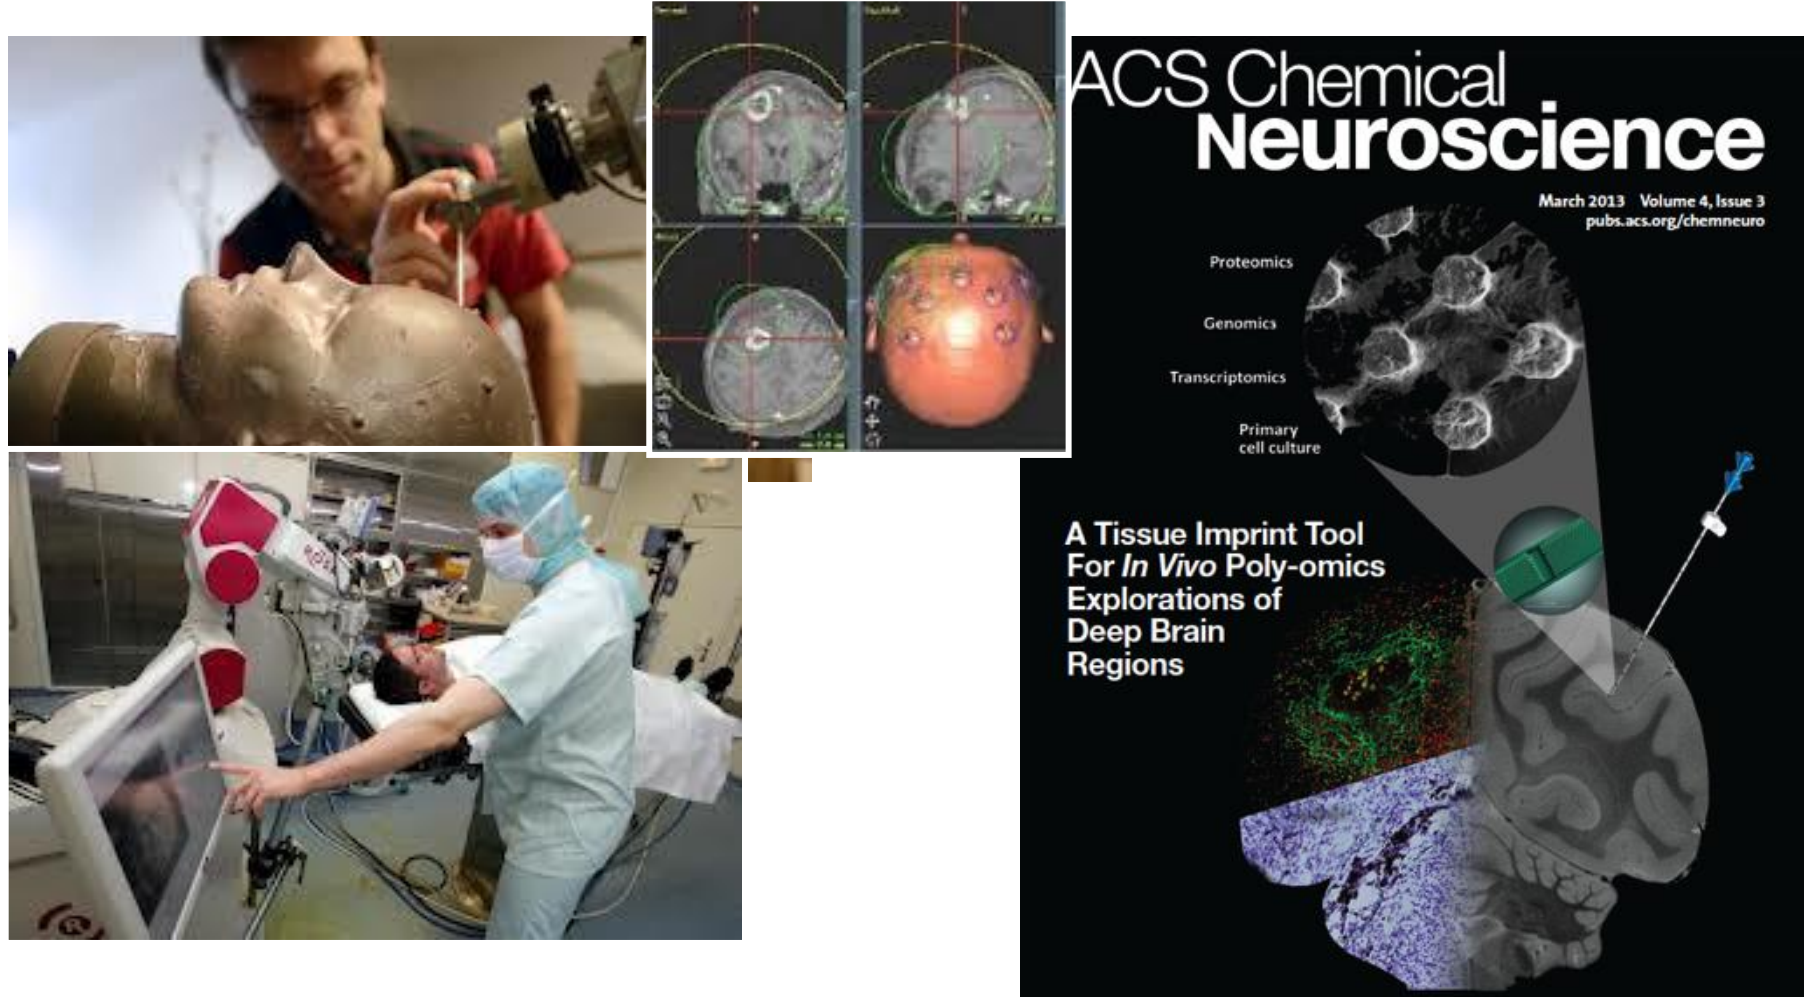 ACS Chemical
Neuroscience
March 2013 Volume 4, Issue 3
pubs.acs.org/chemneuro
Proteomics
Genomics
Transcriptomics
Primary
cell culture
A Tissue Imprint Tool
For In Vivo Poly-omics
Explorations of
Deep Brain
Regions
R